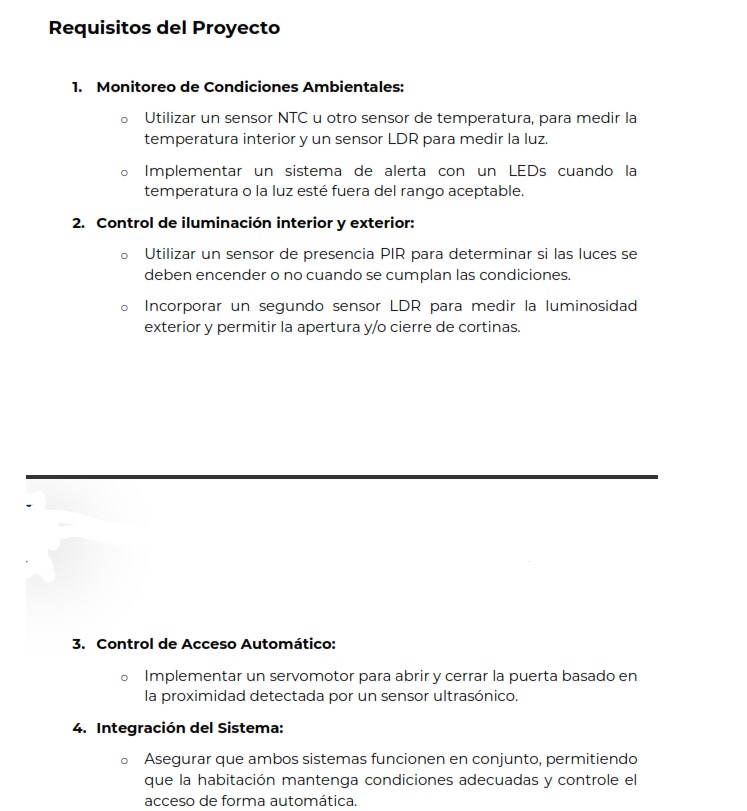 Requisitos del Proyecto
1. Monitoreo de Condiciones Ambientales:
o Utilizar un sensor NTC u otro sensor de temperatura, para medir la
temperatura interior y un sensor LDR para medir la luz.
o Implementar un sistema de alerta con un LEDs cuando la
temperatura o la luz esté fuera del rango aceptable.
2. Control de iluminación interior y exterior:
o Utilizar un sensor de presencia PIR para determinar si las luces se
deben encender o no cuando se cumplan las condiciones.
o Incorporar un segundo sensor LDR para medir la luminosidad
exterior y permitir la apertura y/o cierre de cortinas.
3. Control de Acceso Automático:
o Implementar un servomotor para abrir y cerrar la puerta basado en
la proximidad detectada por un sensor ultrasónico.
4. Integración del Sistema:
o Asegurar que ambos sistemas funcionen en conjunto, permitiendo
que la habitación mantenga condiciones adecuadas y controle el
acceso de forma automática.